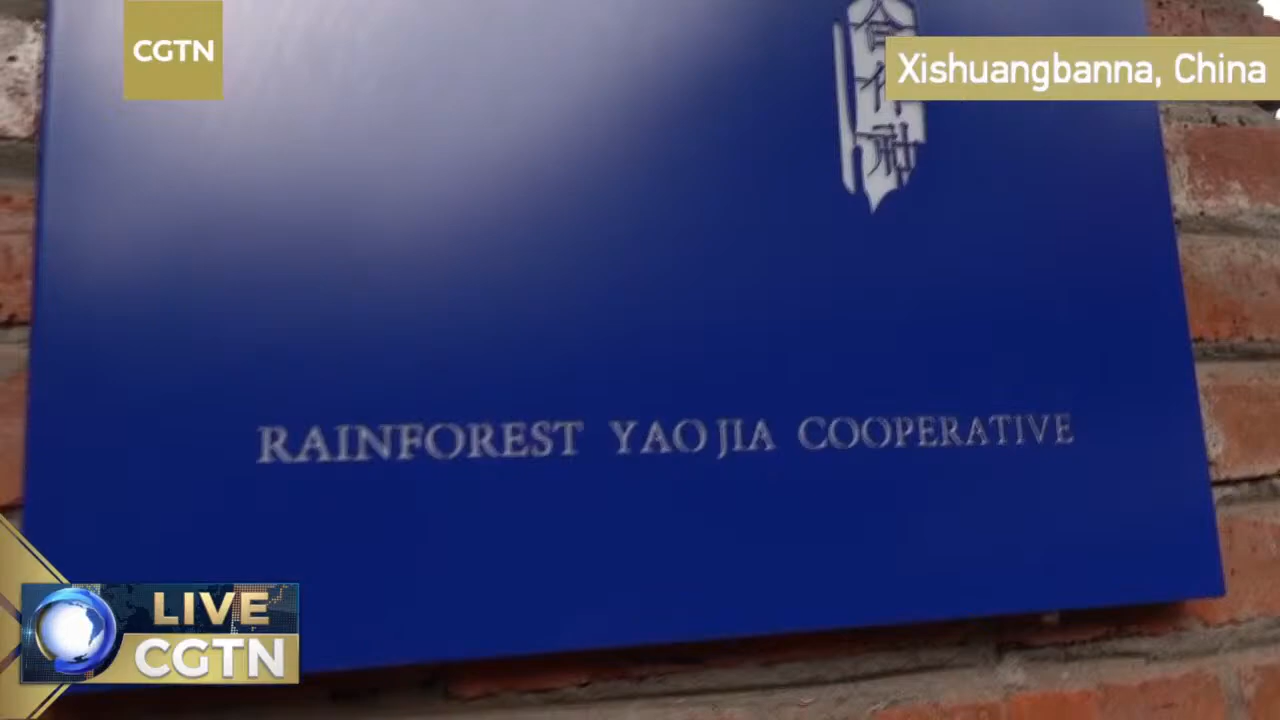 CGTN
Xishuangbanna, China
合作社
RAINFOREST YAO JIA COOPERATIVE
LIVE
CGTN